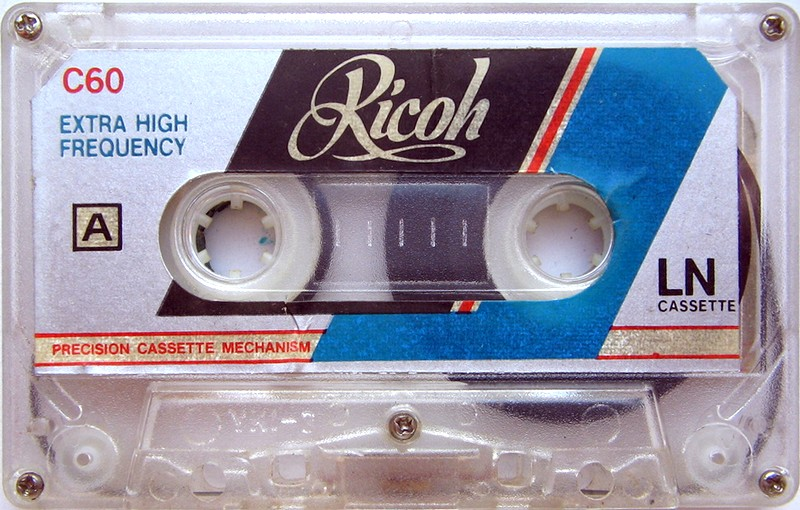 C60
Ricoh
EXTRA HIGH
FREQUENCY
A
LN
CASSETTE
PRECISION CASSETTE MECHANISM